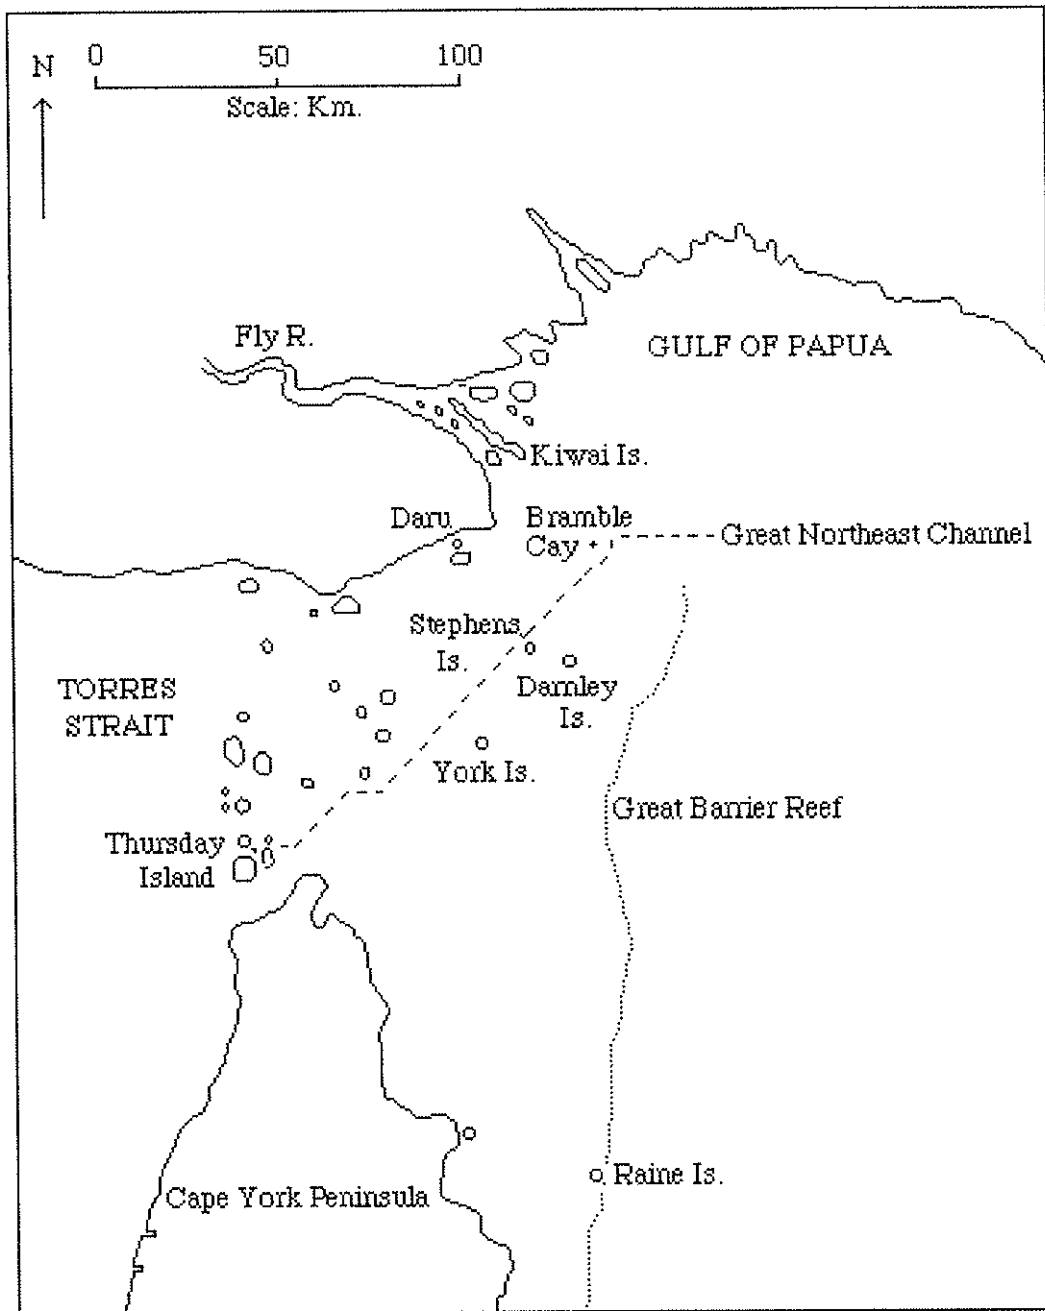 N
0 50 100
Scale: Km.
Fly R.
GULF OF PAPUA
Kiwai Is.
Daru
Bramble
Cay
Great Northeast Channel
Stephens
Is.
Darnley
Is.
TORRES
STRAIT
York Is.
Great Barrier Reef
Thursday
Island
Raine Is.
Cape York Peninsula